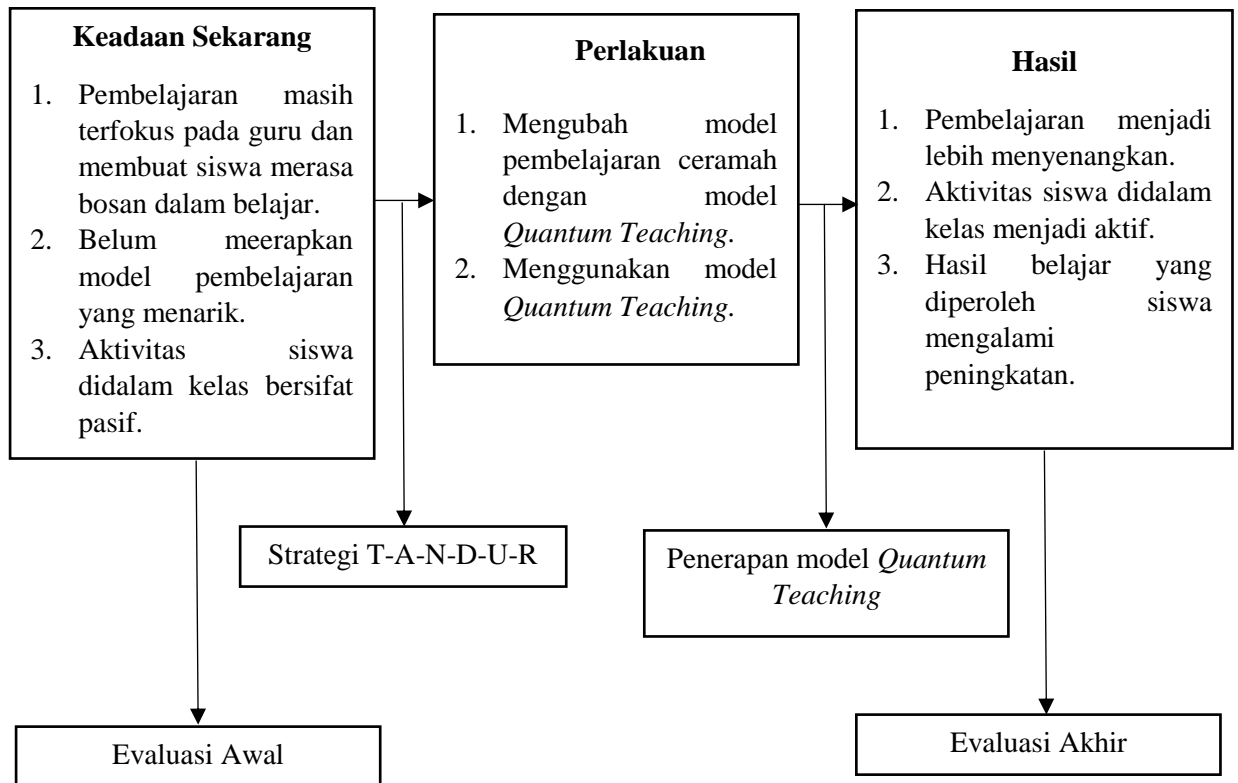 Keadaan Sekarang
1. Pembelajaran masih
terfokus pada guru dan
membuat siswa merasa
bosan dalam belajar.
2. Belum meerapkan
model pembelajaran
yang menarik.
3. Aktivitas siswa
didalam kelas bersifat
pasif.
Perlakuan
1. Mengubah model
pembelajaran ceramah
dengan model
Quantum Teaching.
2. Menggunakan model
Quantum Teaching.
Hasil
1. Pembelajaran menjadi
lebih menyenangkan.
2. Aktivitas siswa didalam
kelas menjadi aktif.
3. Hasil belajar yang
diperoleh siswa
mengalami
peningkatan.
Strategi T-A-N-D-U-R
Penerapan model Quantum
Teaching
Evaluasi Awal
Evaluasi Akhir